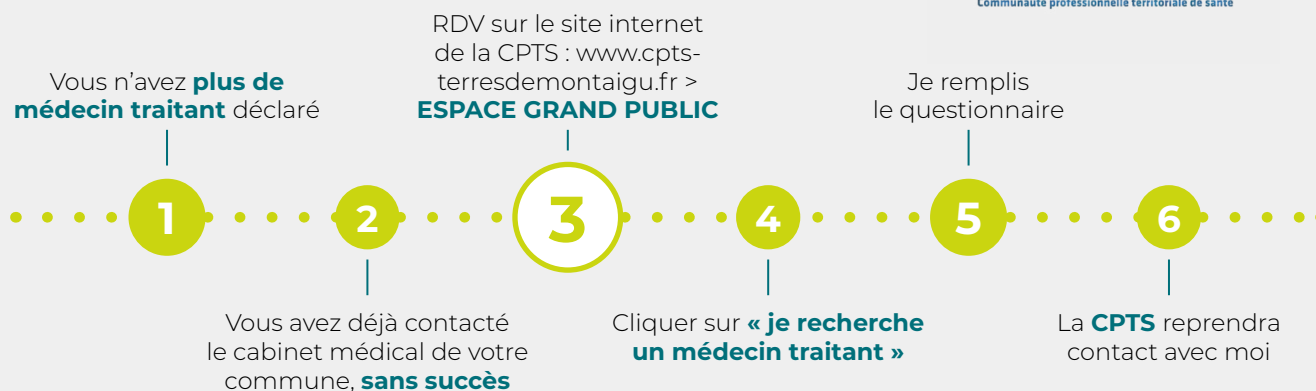 Communauté professionnelle territoriale de santé
Vous n'avez plus de
médecin traitant déclaré
1
2
Vous avez déjà contacté
le cabinet médical de votre
commune, sans succès
RDV sur le site internet
de la CPTS : www.cpts-
terresdemontaigu.fr >
ESPACE GRAND PUBLIC
3
4
Cliquer sur « je recherche
un médecin traitant »
Je remplis
le questionnaire
5
6
La CPTS reprendra
contact avec moi